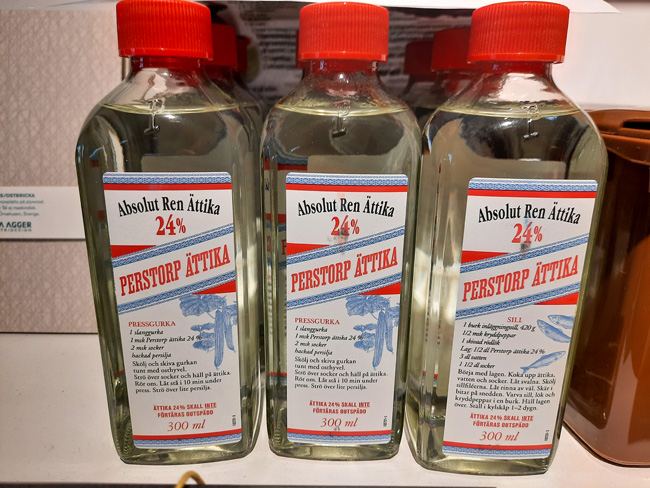 S/OSTBRICKA
AGGER
Absolut Ren Ättika
24%
PERSTORP ÄTTIKA
PRESSGURKA
1 slanggurka
1 msk Perstorp ättika 24 %
2 msk socker
hackad persilja
Skölj och skiva gurkan
tunt med osthyvel.
Strö över socker och häll på ättika.
Rör om. Låt stå i 10 min under
press. Strö över lite persilja.
ÄTTIKA 24% SKALL INTE
FÖRTÄRAS OUTSPÄDD
300 ml
Absolut Ren Ättika
24%
PERSTORP ÄTTIKA
PRESSGURKA
1 slanggurka
1 msk Perstorp ättika 24 %
2 msk socker
hackad persilja
Skölj och skiva gurkan
tunt med osthyvel.
Strö över socker och häll på ättika.
Rör om. Låt stå i 10 min under
press. Strö över lite persilja.
ÄTTIKA 24% SKALL INTE
FÖRTÄRAS OUTSPÄDD
300 ml
Absolut Ren Ättika
24%
PERSTORP ÄTTIKA
SILL
1 burk inläggningssill, 420 g
1/2 msk kryddpeppar
1 skivad rödlök
Lag: 1/2 dl Perstorp ättika 24 %
3 dl vatten
1 1/2 dl socker
Börja med lagen. Koka upp ättika,
vatten och socker. Låt svalna. Skölj
sillfiléerna. Låt rinna av väl. Skär i
bitar på snedden. Varva sill, lök och
kryddpeppar i en burk. Häll lagen
över. Ställ i kylskåp 1–2 dygn.
ÄTTIKA 24% SKALL INTE
FÖRTÄRAS OUTSPÄDD
300 ml